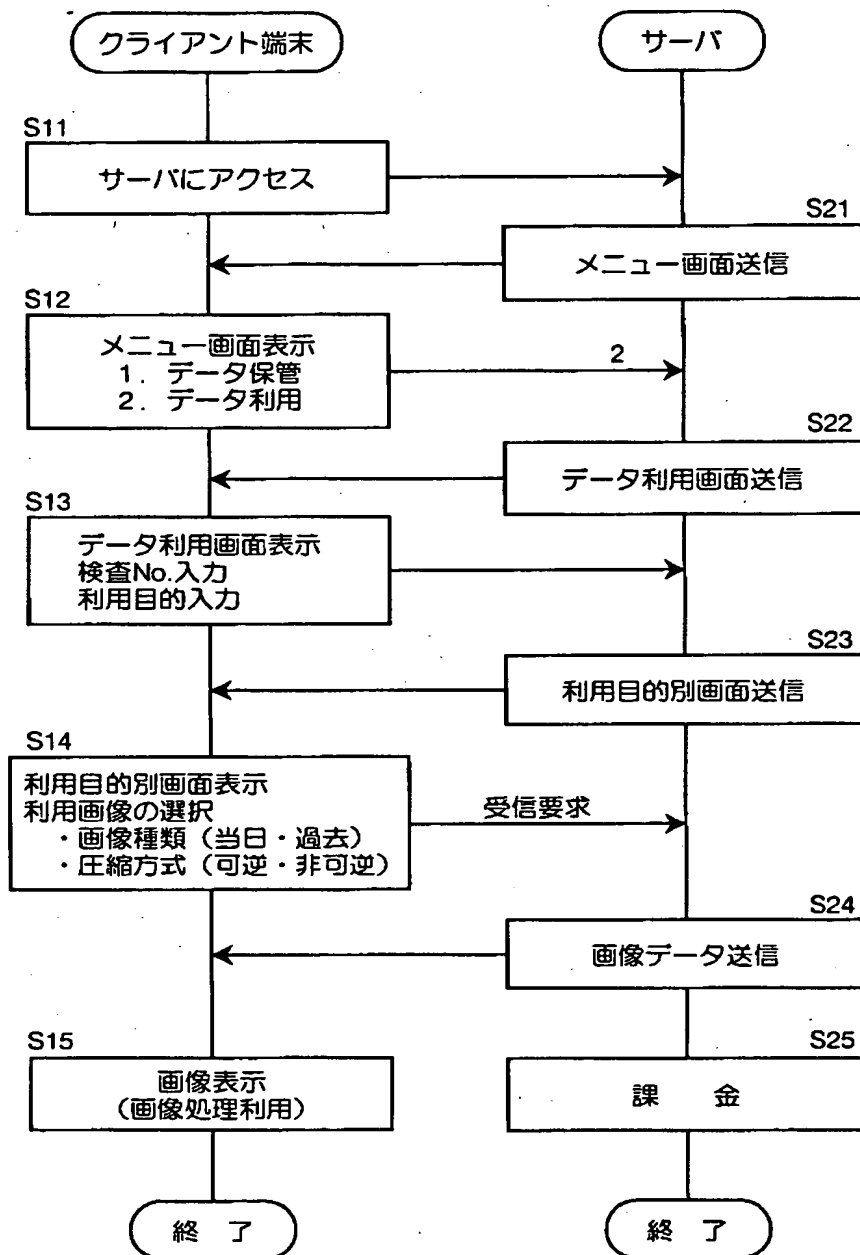 クライアント端末
サーバ
S11
サーバにアクセス
S21
メニュー画面送信
S12
メニュー画面表示
1. データ保管
2. データ利用
2
S22
データ利用画面送信
S13
データ利用画面表示
検査No.入力
利用目的入力
S23
利用目的別画面送信
S14
利用目的別画面表示
利用画像の選択
・画像種類（当日・過去）
・圧縮方式（可逆・非可逆）
受信要求
S24
画像データ送信
S15
画像表示
（画像処理利用）
S25
課 金
終 了
終 了